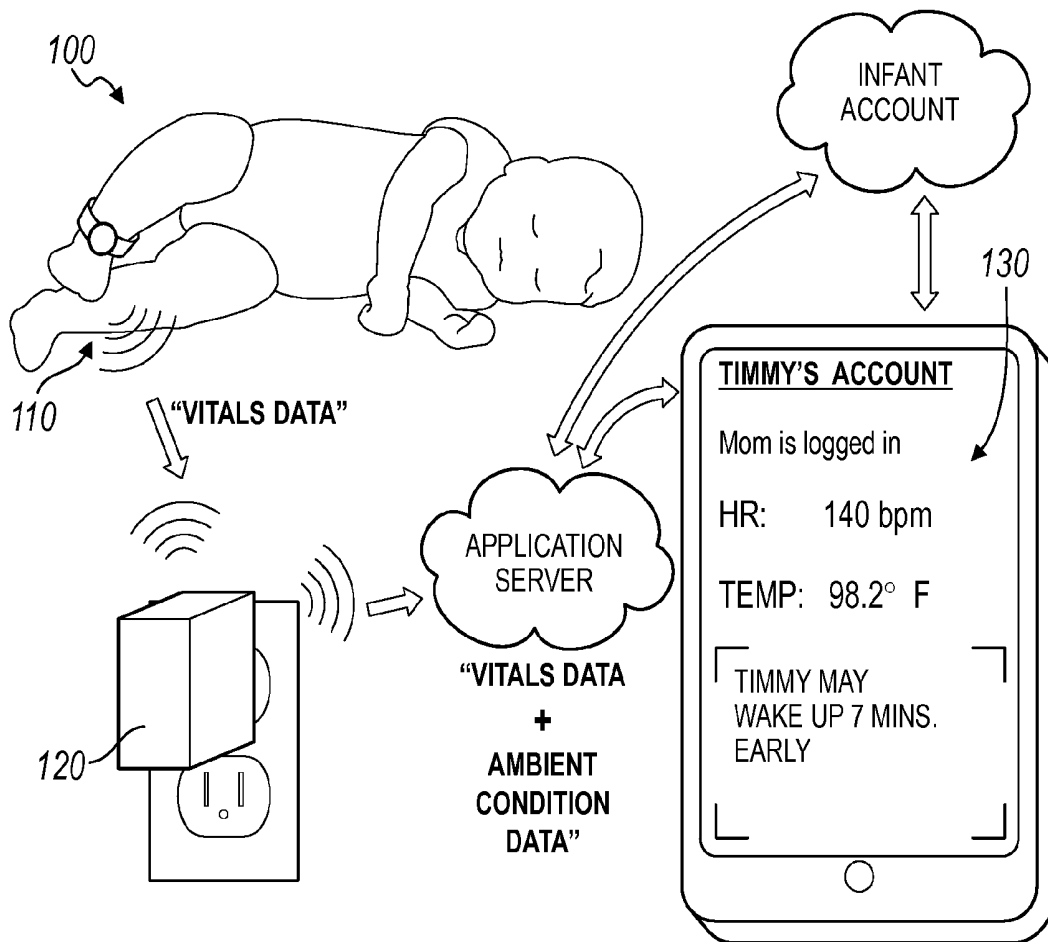 100
INFANT
ACCOUNT
130
110
"VITALS DATA"
TIMMY'S ACCOUNT
Mom is logged in
HR: 140 bpm
TEMP: 98.2° F
TIMMY MAY
WAKE UP 7 MINS.
EARLY
APPLICATION
SERVER
"VITALS DATA
+
AMBIENT
CONDITION
DATA"
120